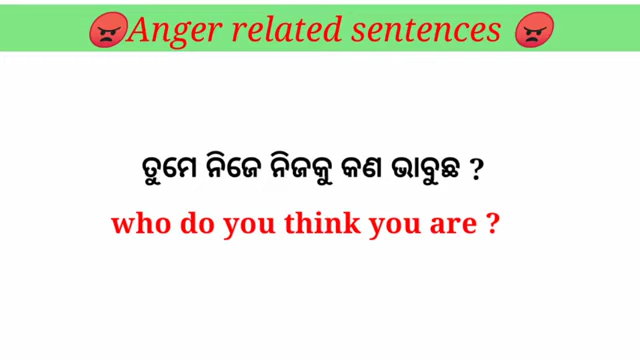 😡Anger related sentences 😡
ତୁମେ ନିଜେ ନିଜକୁ କଣ ଭାବୁଛ ?
who do you think you are ?